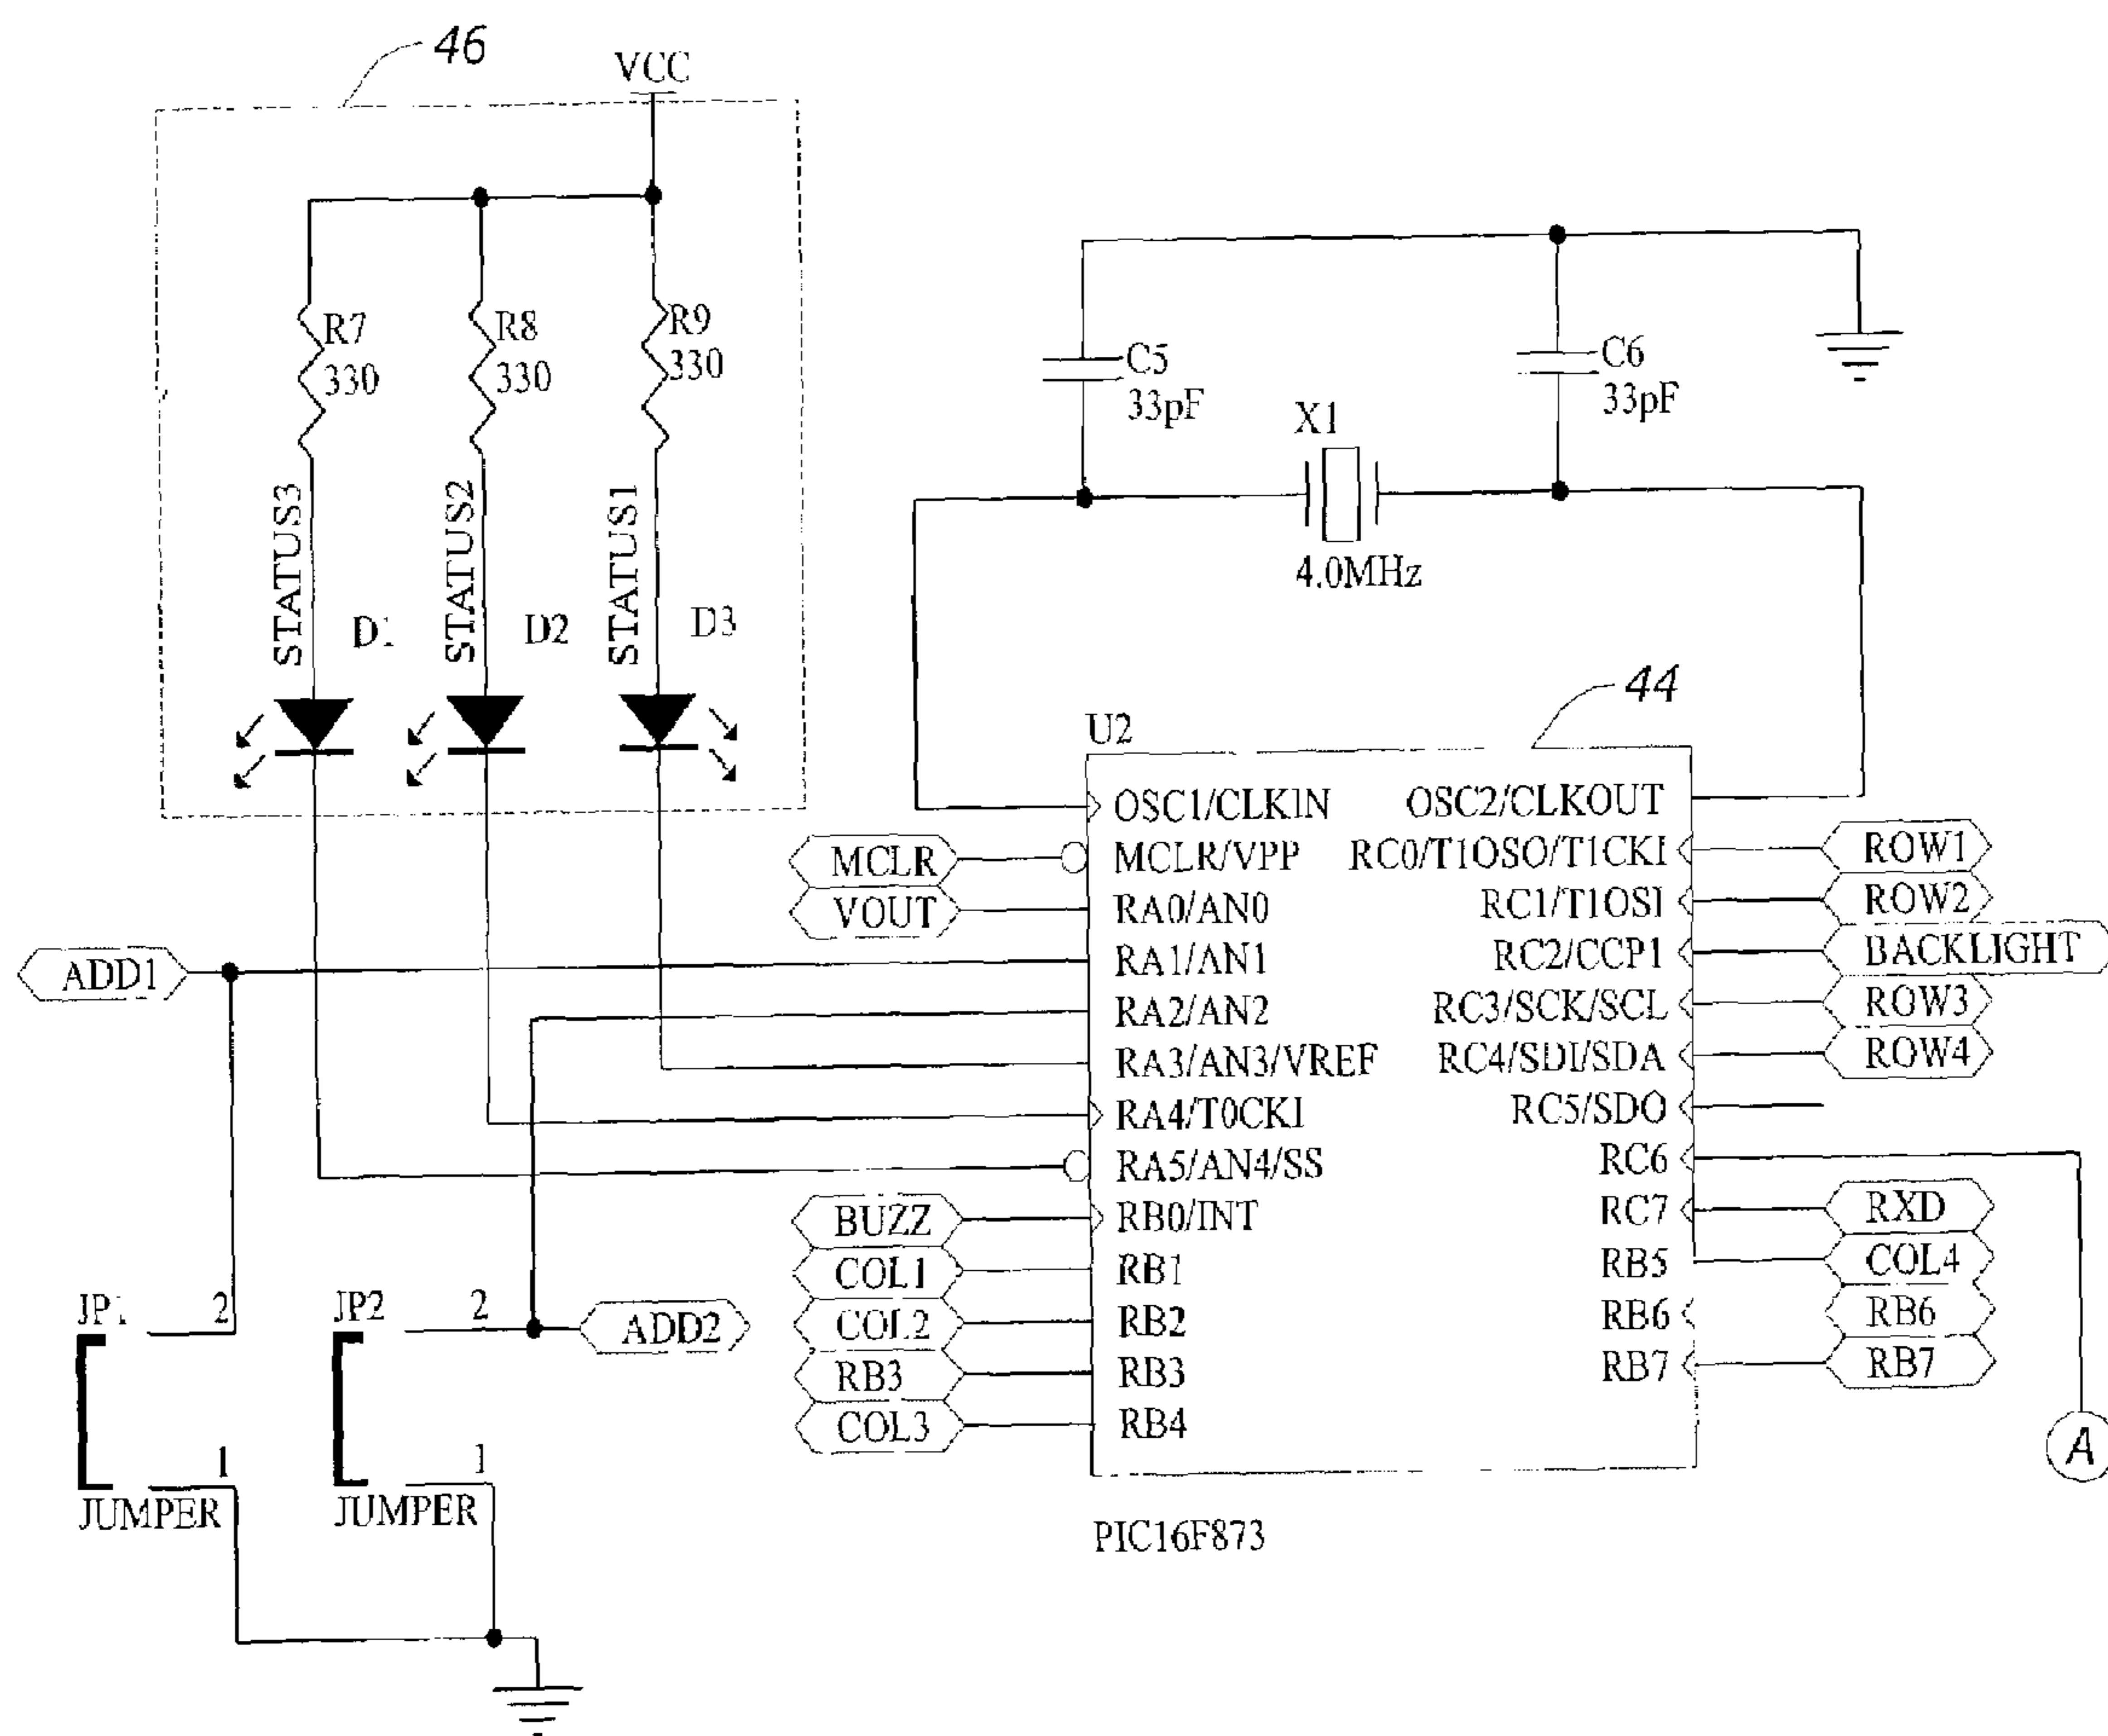 46
VCC
R7
330
R8
330
R9
330
STATUS3
STATUS2
STATUS1
D1
D2
D3
C5
33pF
C6
33pF
X1
4.0MHz
44
U2
OSC1/CLKIN
OSC2/CLKOUT
MCLR
MCLR/VPP
RC0/T1OSO/T1CKI
ROW1
VOUT
RA0/AN0
RC1/T1OSI
ROW2
ADD1
RA1/AN1
RC2/CCP1
BACKLIGHT
RA2/AN2
RC3/SCK/SCL
ROW3
RA3/AN3/VREF
RC4/SDI/SDA
ROW4
RA4/T0CKI
RC5/SDO
RA5/AN4/SS
RC6
BUZZ
RB0/INT
RC7
RXD
COL1
RB1
RB5
COL4
COL2
RB2
RB6
RB6
RB3
RB3
RB7
RB7
COL3
RB4
A
JP1
2
1
JUMPER
JP2
2
ADD2
1
JUMPER
PIC16F873